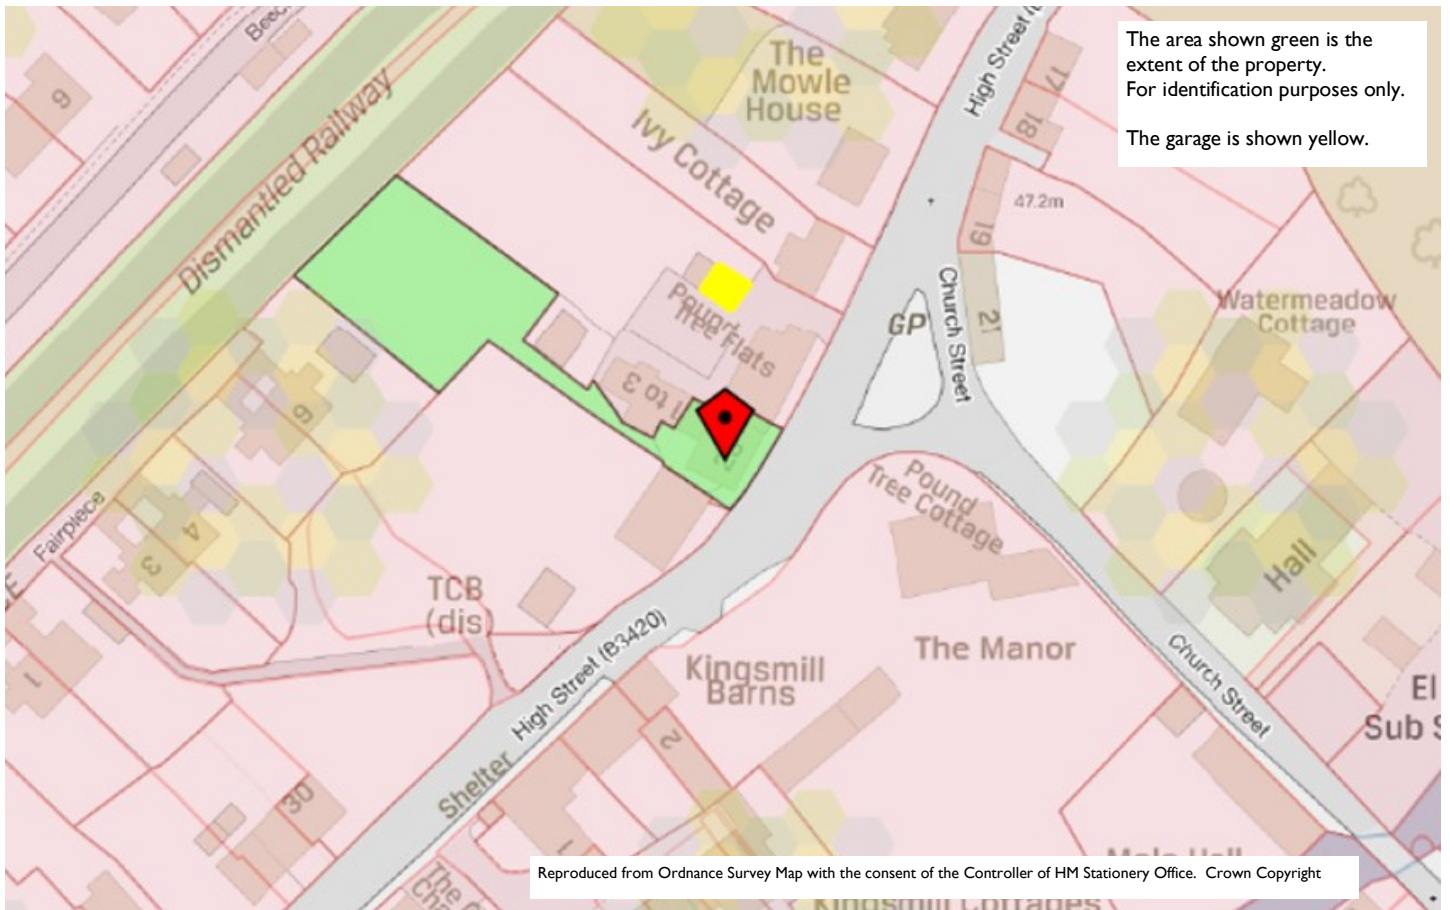 The area shown green is the
extent of the property.
For identification purposes only.
The garage is shown yellow.
The
Mowle
House
Ivy Cottage
Dismantled Railway
High Street
17
18
19
21
47.2m
9
Pound
Tree Flats
1 to 3
GP
Church Street
Watermeadow
Cottage
6
4
3
Fairpiece
Pound
Tree Cottage
Hall
TCB
(dis)
High Street (B3420)
The Manor
Kingsmill
Barns
Church Street
El
Sub S
1
2
30
Shelter
1
Reproduced from Ordnance Survey Map with the consent of the Controller of HM Stationery Office. Crown Copyright
Kingsmill Cottages